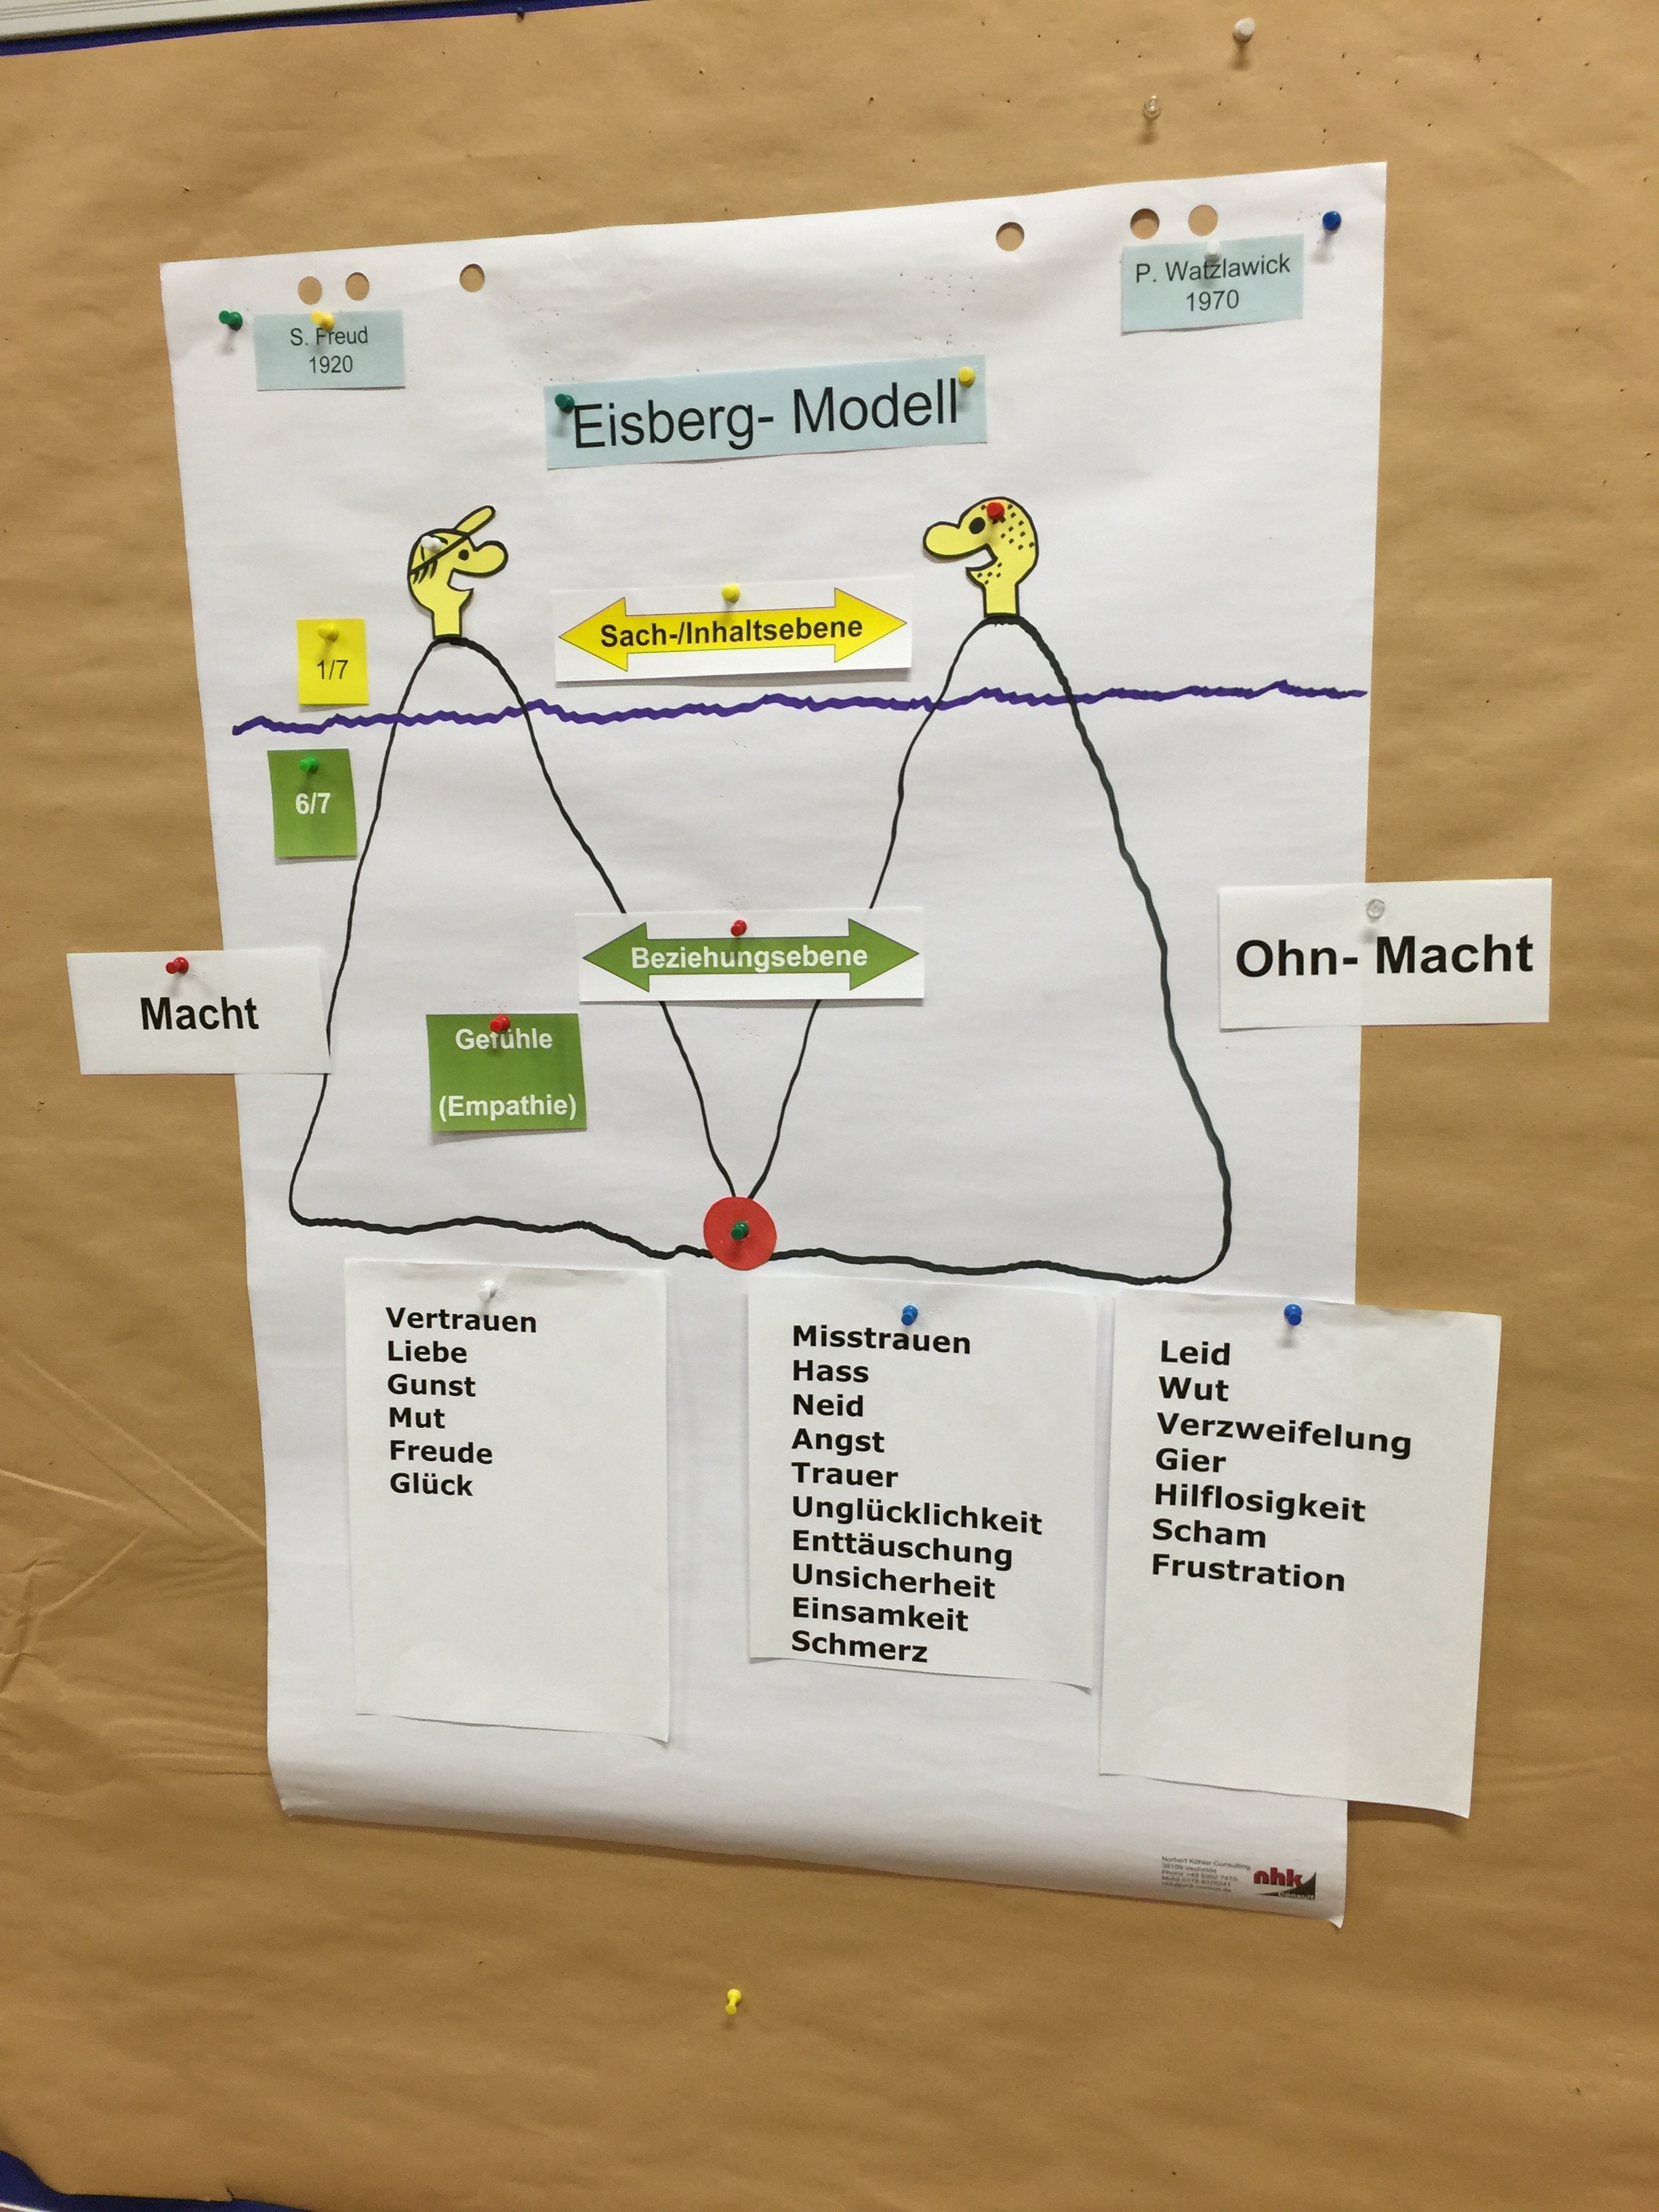 S. Freud
1920
P. Watzlawick
1970
Eisberg- Modell
Sach-/Inhaltsebene
1/7
6/7
Beziehungsebene
Macht
Ohn- Macht
Gefühle
(Empathie)
Vertrauen
Liebe
Gunst
Mut
Freude
Glück
Misstrauen
Hass
Neid
Angst
Trauer
Unglücklichkeit
Enttäuschung
Unsicherheit
Einsamkeit
Schmerz
Leid
Wut
Verzweifelung
Gier
Hilflosigkeit
Scham
Frustration
Norbert Köhler Consulting
nhk
Consult